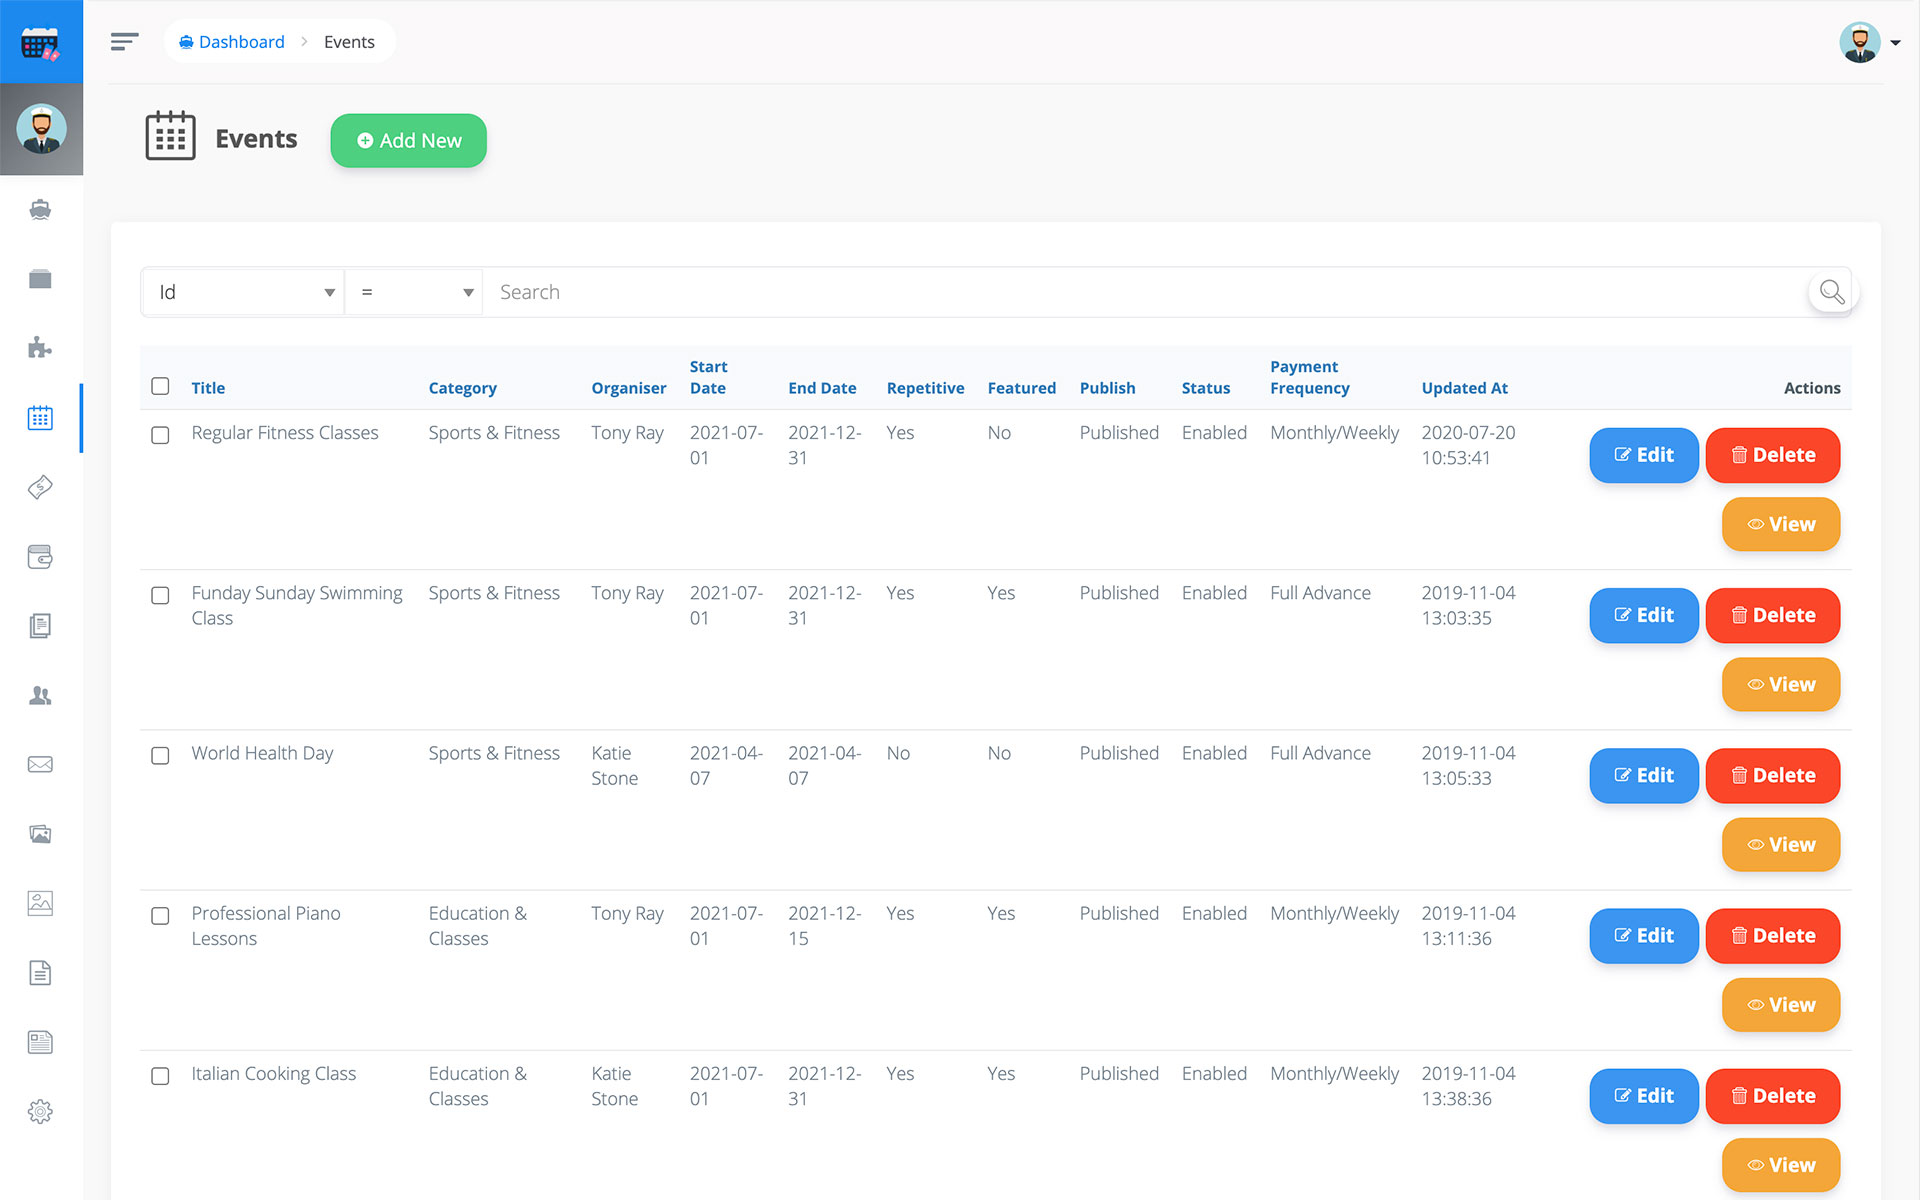 Dashboard > Events
Events
Add New
Id
=
Search
Title Category Organiser Start Date End Date Repetitive Featured Publish Status Payment Frequency Updated At Actions
Regular Fitness Classes Sports & Fitness Tony Ray 2021-07- 2021-12- Yes No Published Enabled Monthly/Weekly 2020-07-20
01 31 10:53:41
Edit Delete
View
Funday Sunday Swimming Sports & Fitness Tony Ray 2021-07- 2021-12- Yes Yes Published Enabled Full Advance 2019-11-04
Class 01 31 13:03:35
Edit Delete
View
World Health Day Sports & Fitness Katie 2021-04- 2021-04- No No Published Enabled Full Advance 2019-11-04
Stone 07 07 13:05:33
Edit Delete
View
Professional Piano Education & Tony Ray 2021-07- 2021-12- Yes Yes Published Enabled Monthly/Weekly 2019-11-04
Lessons Classes 01 15 13:11:36
Edit Delete
View
Italian Cooking Class Education & Katie 2021-07- 2021-12- Yes Yes Published Enabled Monthly/Weekly 2019-11-04
Classes Stone 01 31 13:38:36
Edit Delete
View